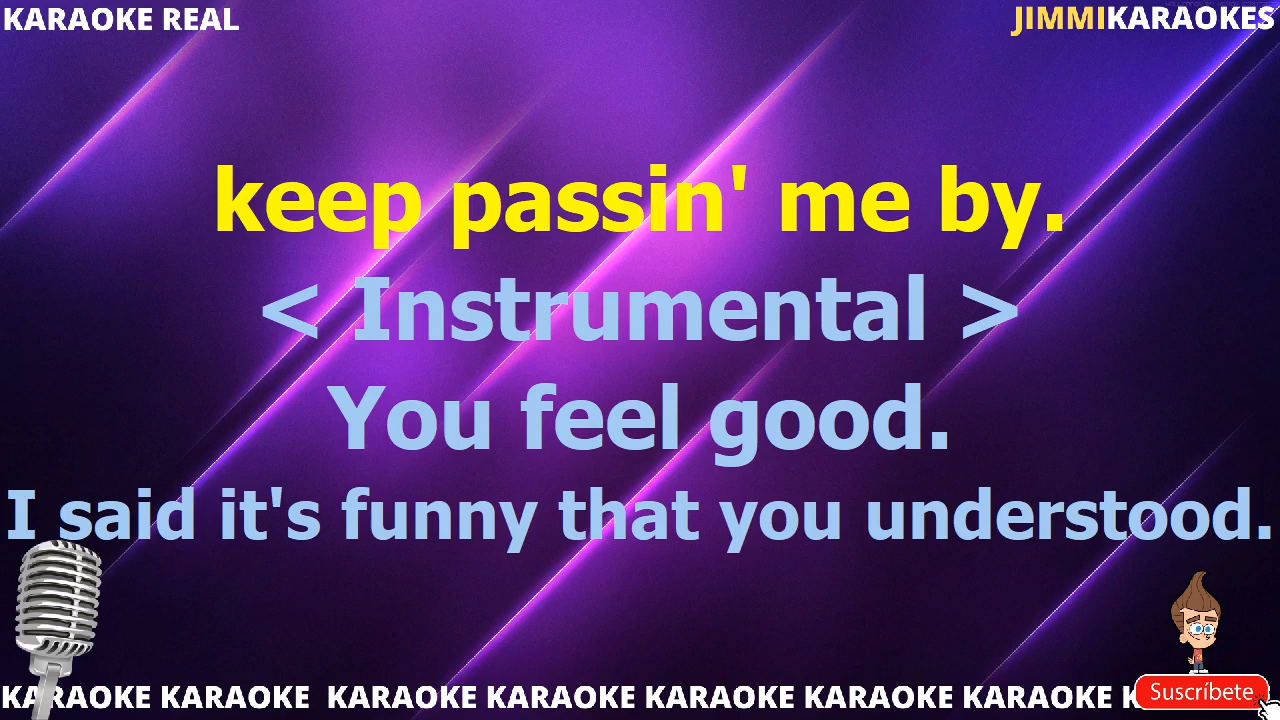 KARAOKE REAL
JIMMIKARAOKES
keep passin' me by.
< Instrumental >
You feel good.
I said it's funny that you understood.
KARAOKE KARAOKE KARAOKE KARAOKE KARAOKE KARAOKE K
Suscríbete